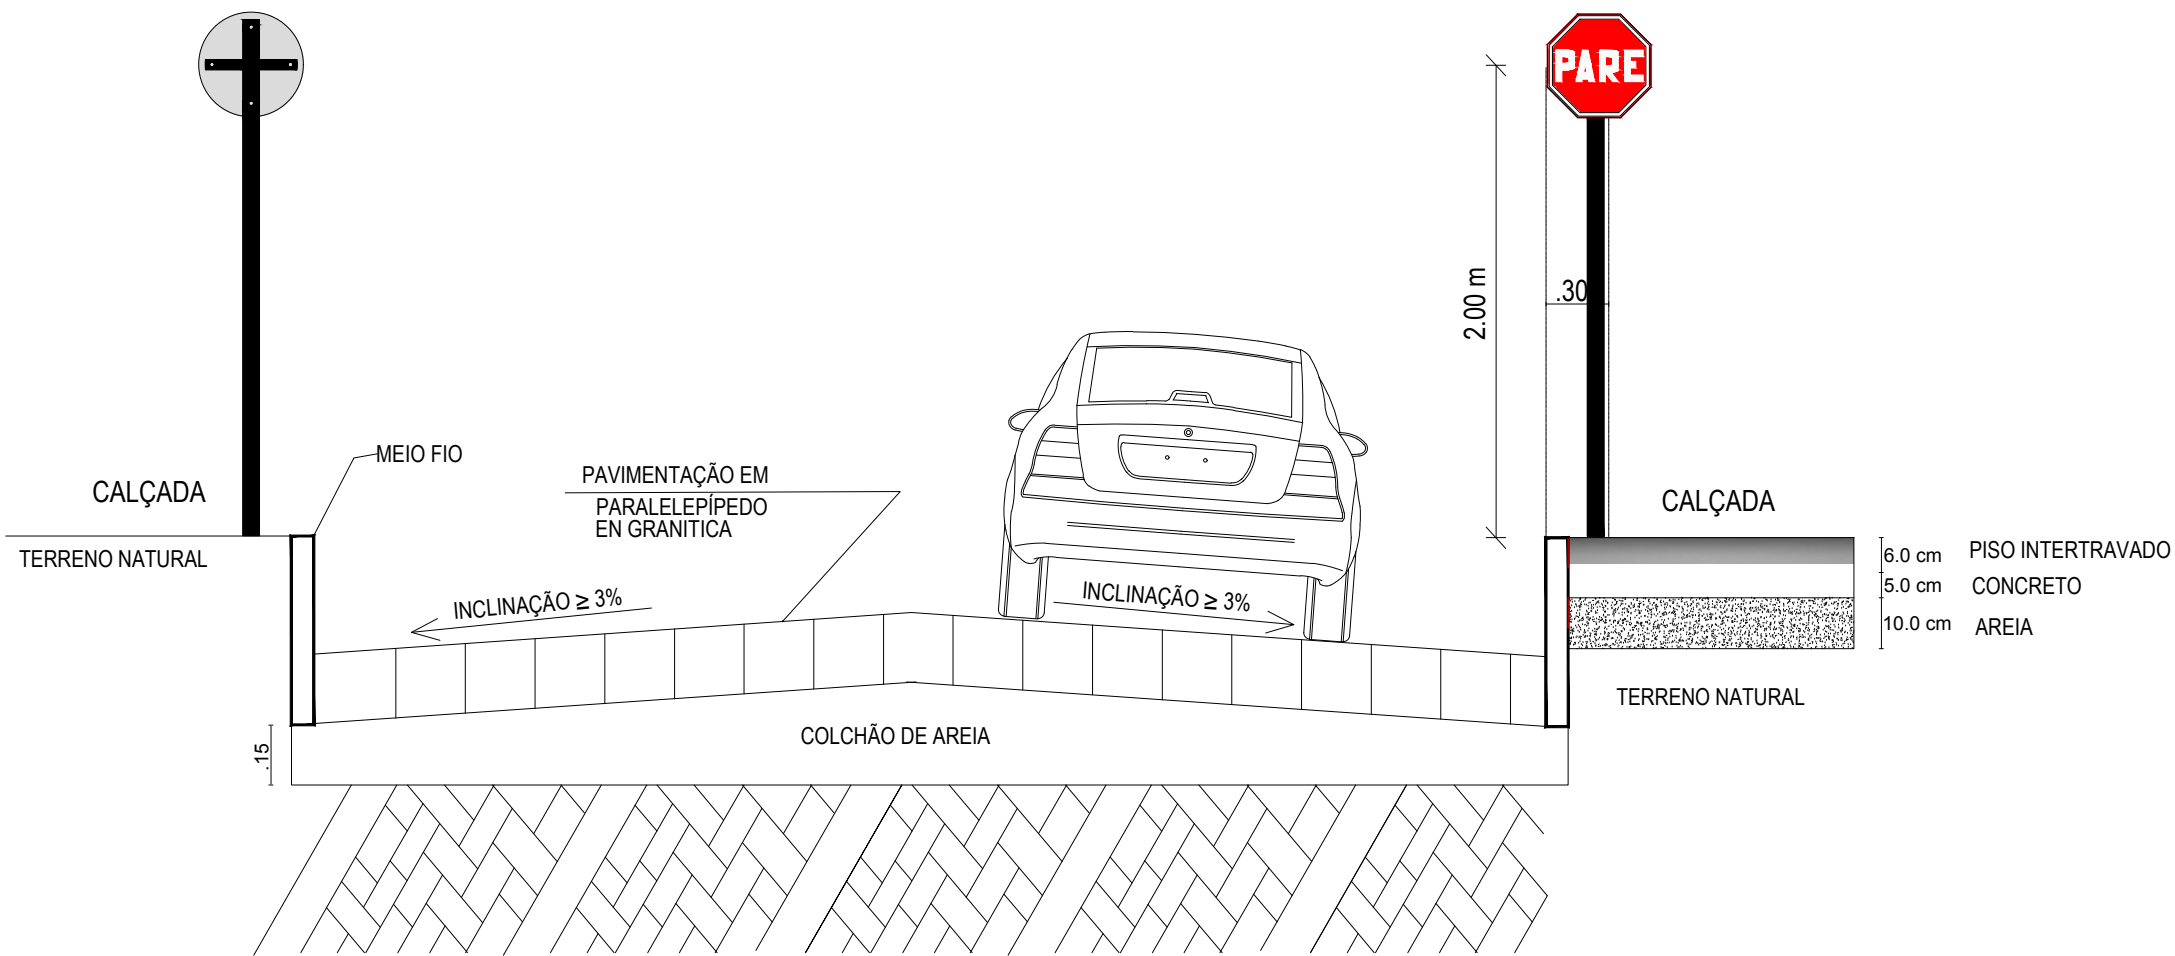 PARE
2.00 m
.30
MEIO FIO
CALÇADA
PAVIMENTAÇÃO EM
PARALELEPÍPEDO
EN GRANITICA
CALÇADA
TERRENO NATURAL
6.0 cm PISO INTERTRAVADO
5.0 cm CONCRETO
10.0 cm AREIA
INCLINAÇÃO ≥ 3%
INCLINAÇÃO ≥ 3%
TERRENO NATURAL
COLCHÃO DE AREIA
.15